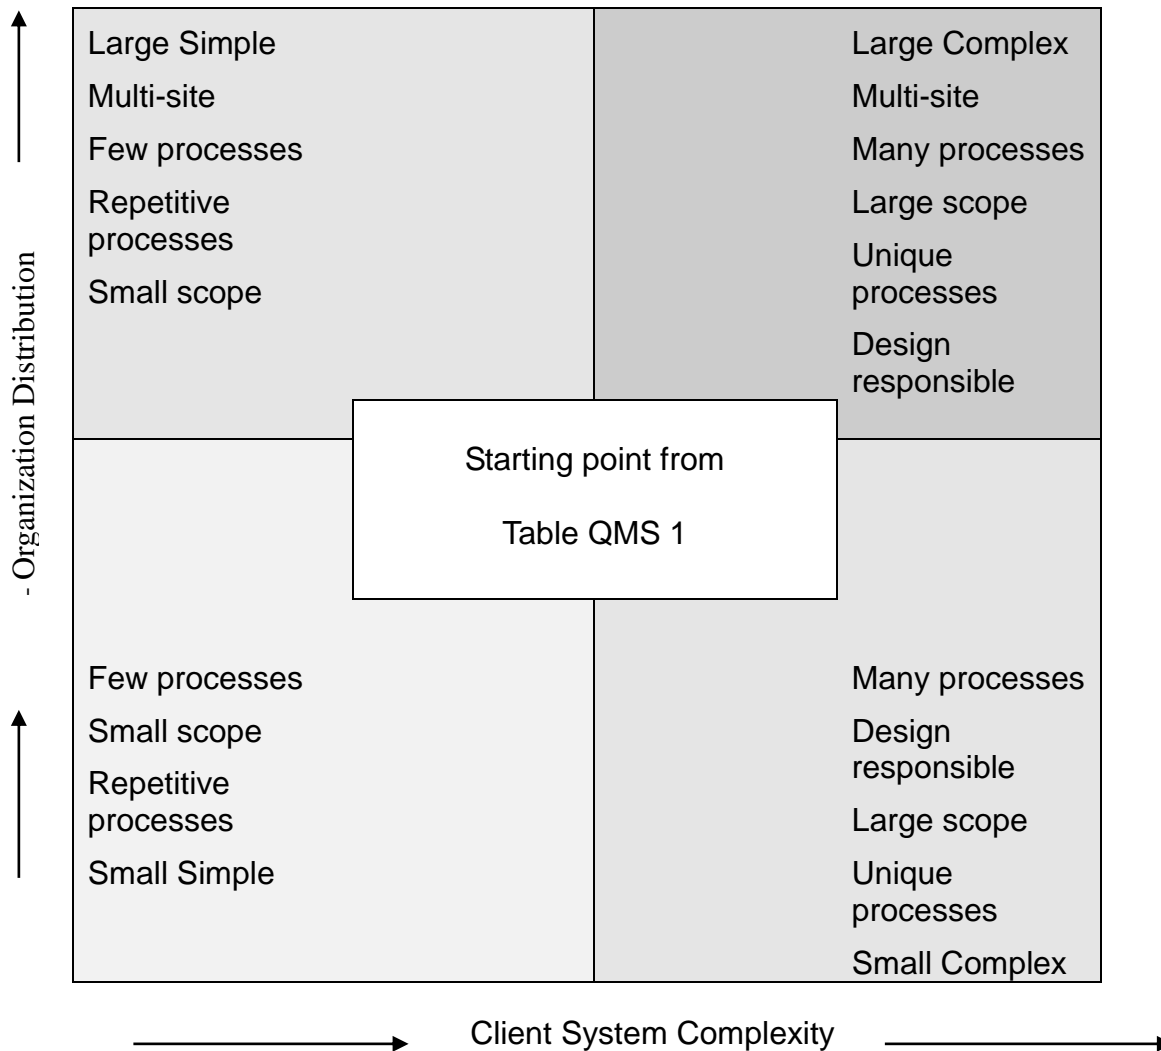 Large Simple
Multi-site
Few processes
Repetitive
processes
Small scope
Large Complex
Multi-site
Many processes
Large scope
Unique
processes
Design
responsible
- Organization Distribution
Starting point from
Table QMS 1
Few processes
Small scope
Repetitive
processes
Small Simple
Many processes
Design
responsible
Large scope
Unique
processes
Small Complex
Client System Complexity